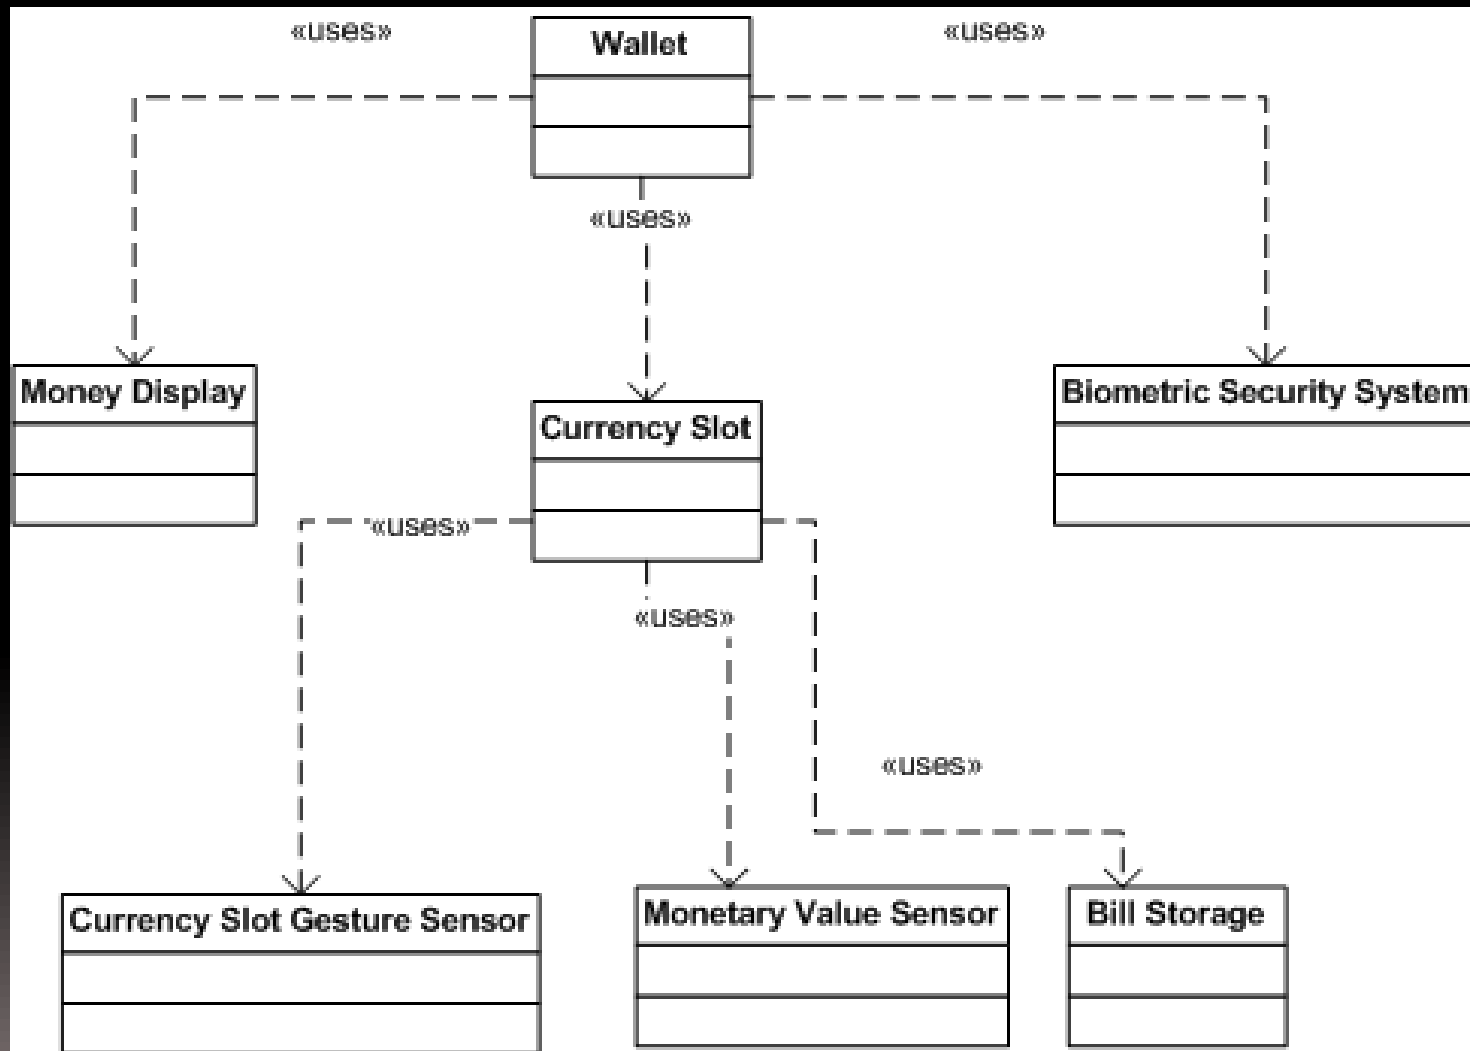 «uses»
Wallet
«uses»
«uses»
Money Display
Currency Slot
Biometric Security System
«uses»
«uses»
«uses»
Currency Slot Gesture Sensor
Monetary Value Sensor
Bill Storage